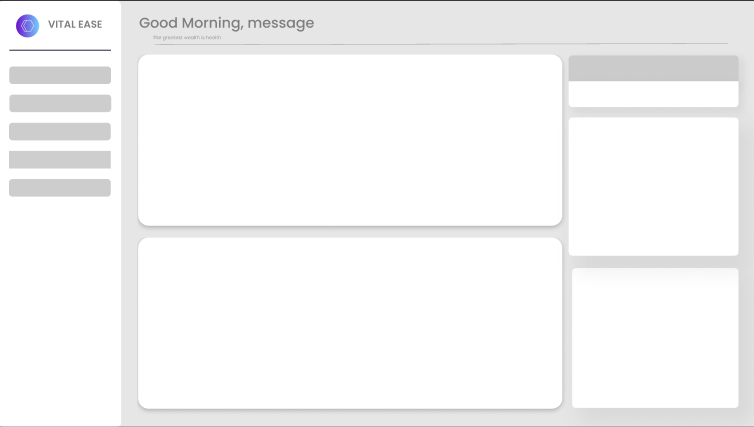 VITAL EASE
Good Morning, message
The greatest wealth is health